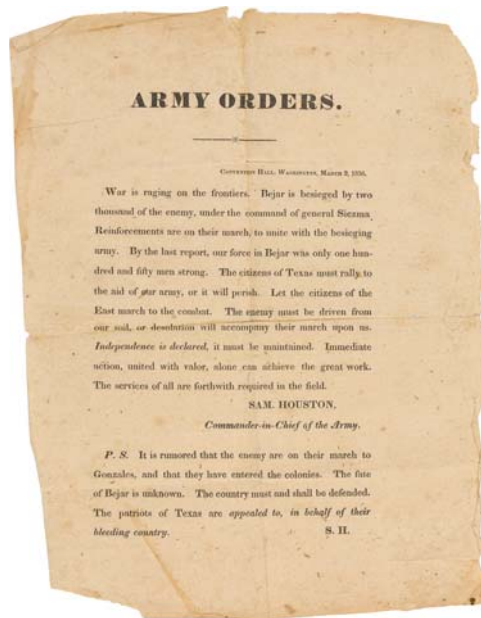 ARMY ORDERS.
Convention Hall, Washington, March 2, 1836.
War is raging on the frontiers. Bejar is besieged by two
thousand of the enemy, under the command of general Siezma
Reinforcements are on their march, to unite with the besieging
army. By the last report, our force in Bejar was only one hun-
dred and fifty men strong. The citizens of Texas must rally to
the aid of our army, or it will perish. Let the citizens of the
East march to the combat. The enemy must be driven from
our soil, or desolation will accompany their march upon us.
Independence is declared, it must be maintained. Immediate
action, united with valor, alone can achieve the great work.
The services of all are forthwith required in the field.
SAM. HOUSTON,
Commander-in-Chief of the Army.
P. S. It is rumored that the enemy are on their march to
Gonzales, and that they have entered the colonies. The fate
of Bejar is unknown. The country must and shall be defended.
The patriots of Texas are appealed to, in behalf of their
bleeding country. S. H.